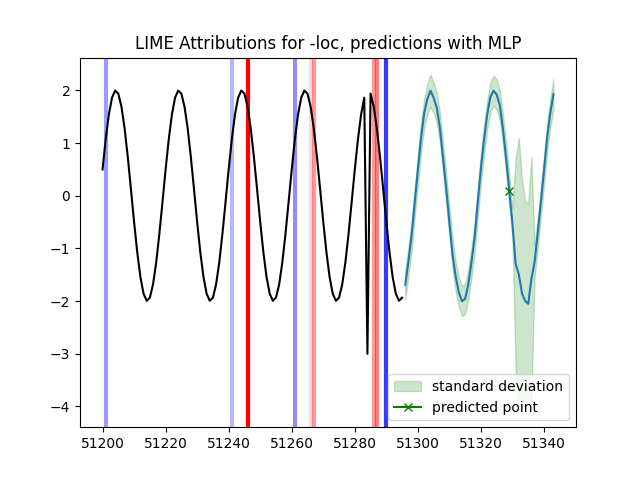 LIME Attributions for -loc, predictions with MLP
2
1
0
−1
−2
−3
−4
standard deviation
predicted point
51200 51220 51240 51260 51280 51300 51320 51340